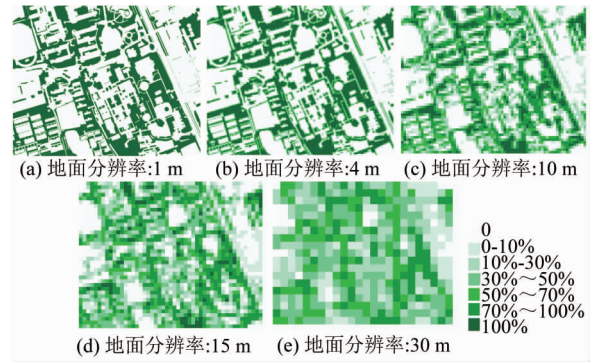 (a) 地面分辨率:1 m
(b) 地面分辨率:4 m
(c) 地面分辨率:10 m
(d) 地面分辨率:15 m
(e) 地面分辨率:30 m
0
0-10%
10%-30%
30%～50%
50%～70%
70%～100%
100%